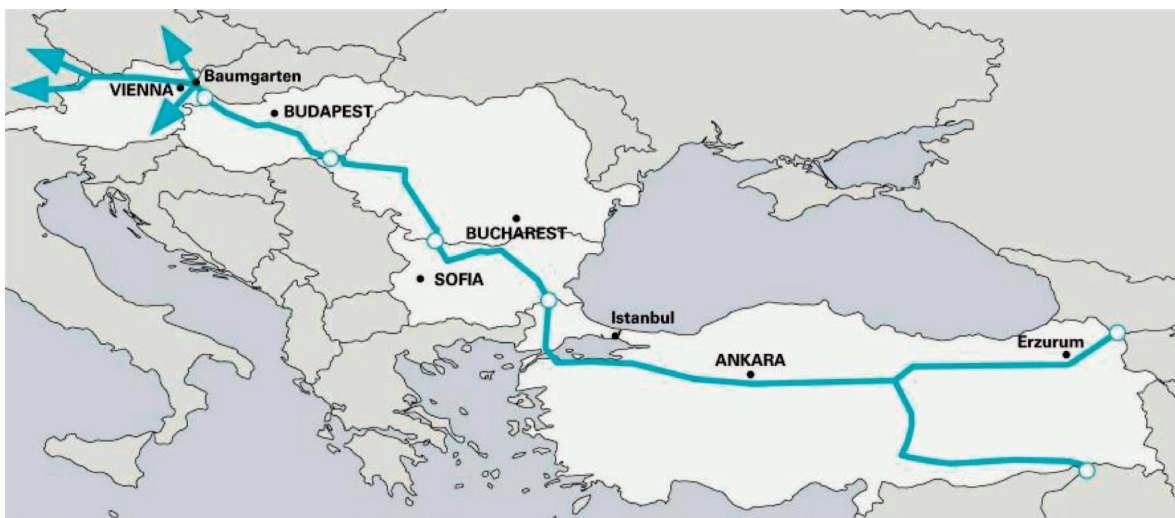 Baumgarten
VIENNA
BUDAPEST
BUCHAREST
SOFIA
Istanbul
Erzurum
ANKARA